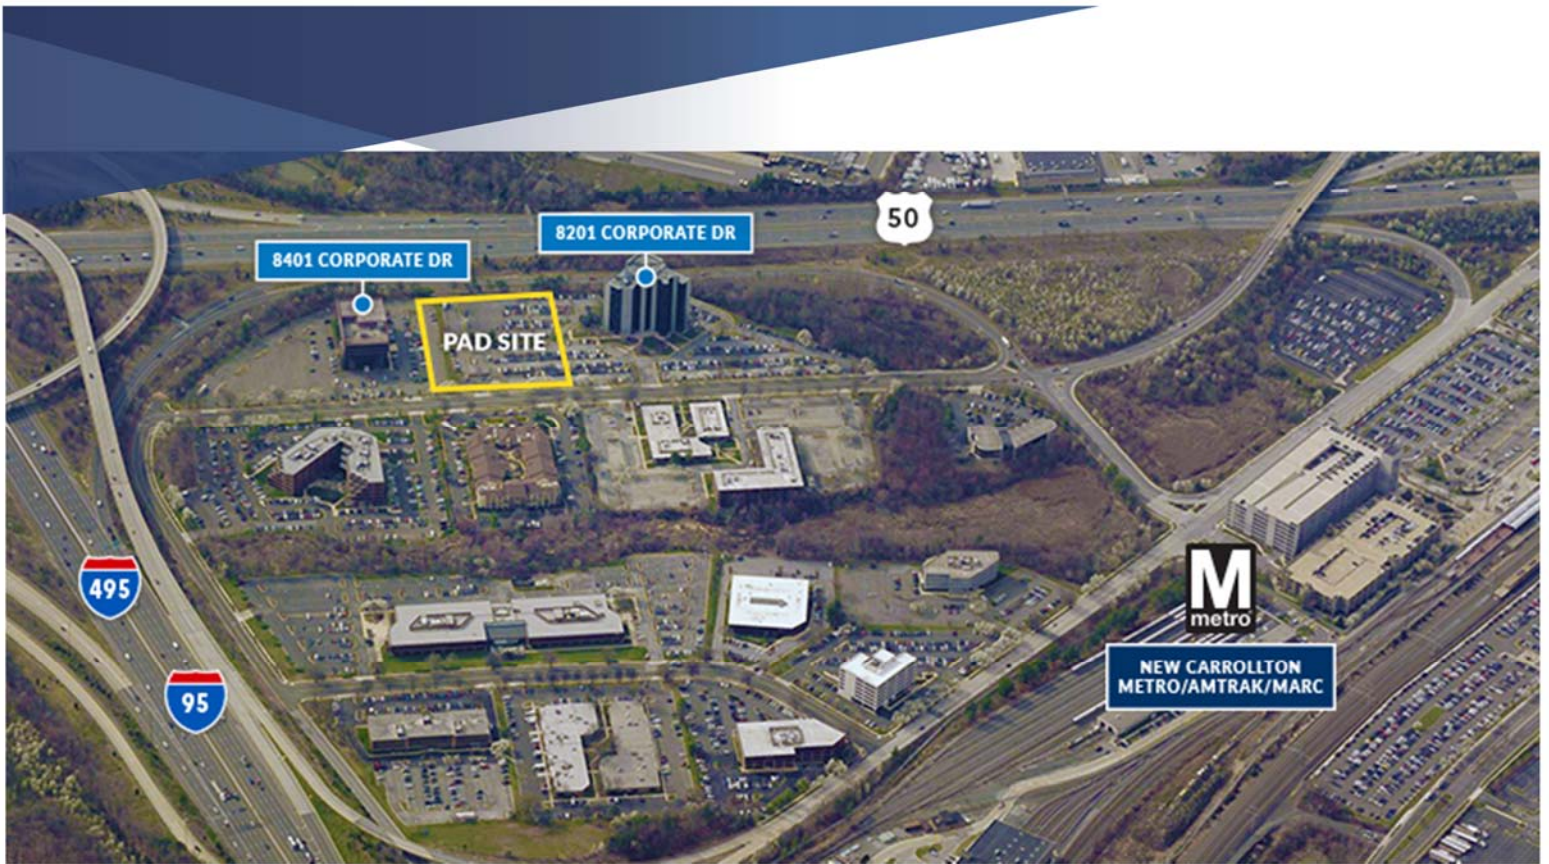 50
8201 CORPORATE DR
8401 CORPORATE DR
PAD SITE
495
M
metro
NEW CARROLLTON
METRO/AMTRAK/MARC
95